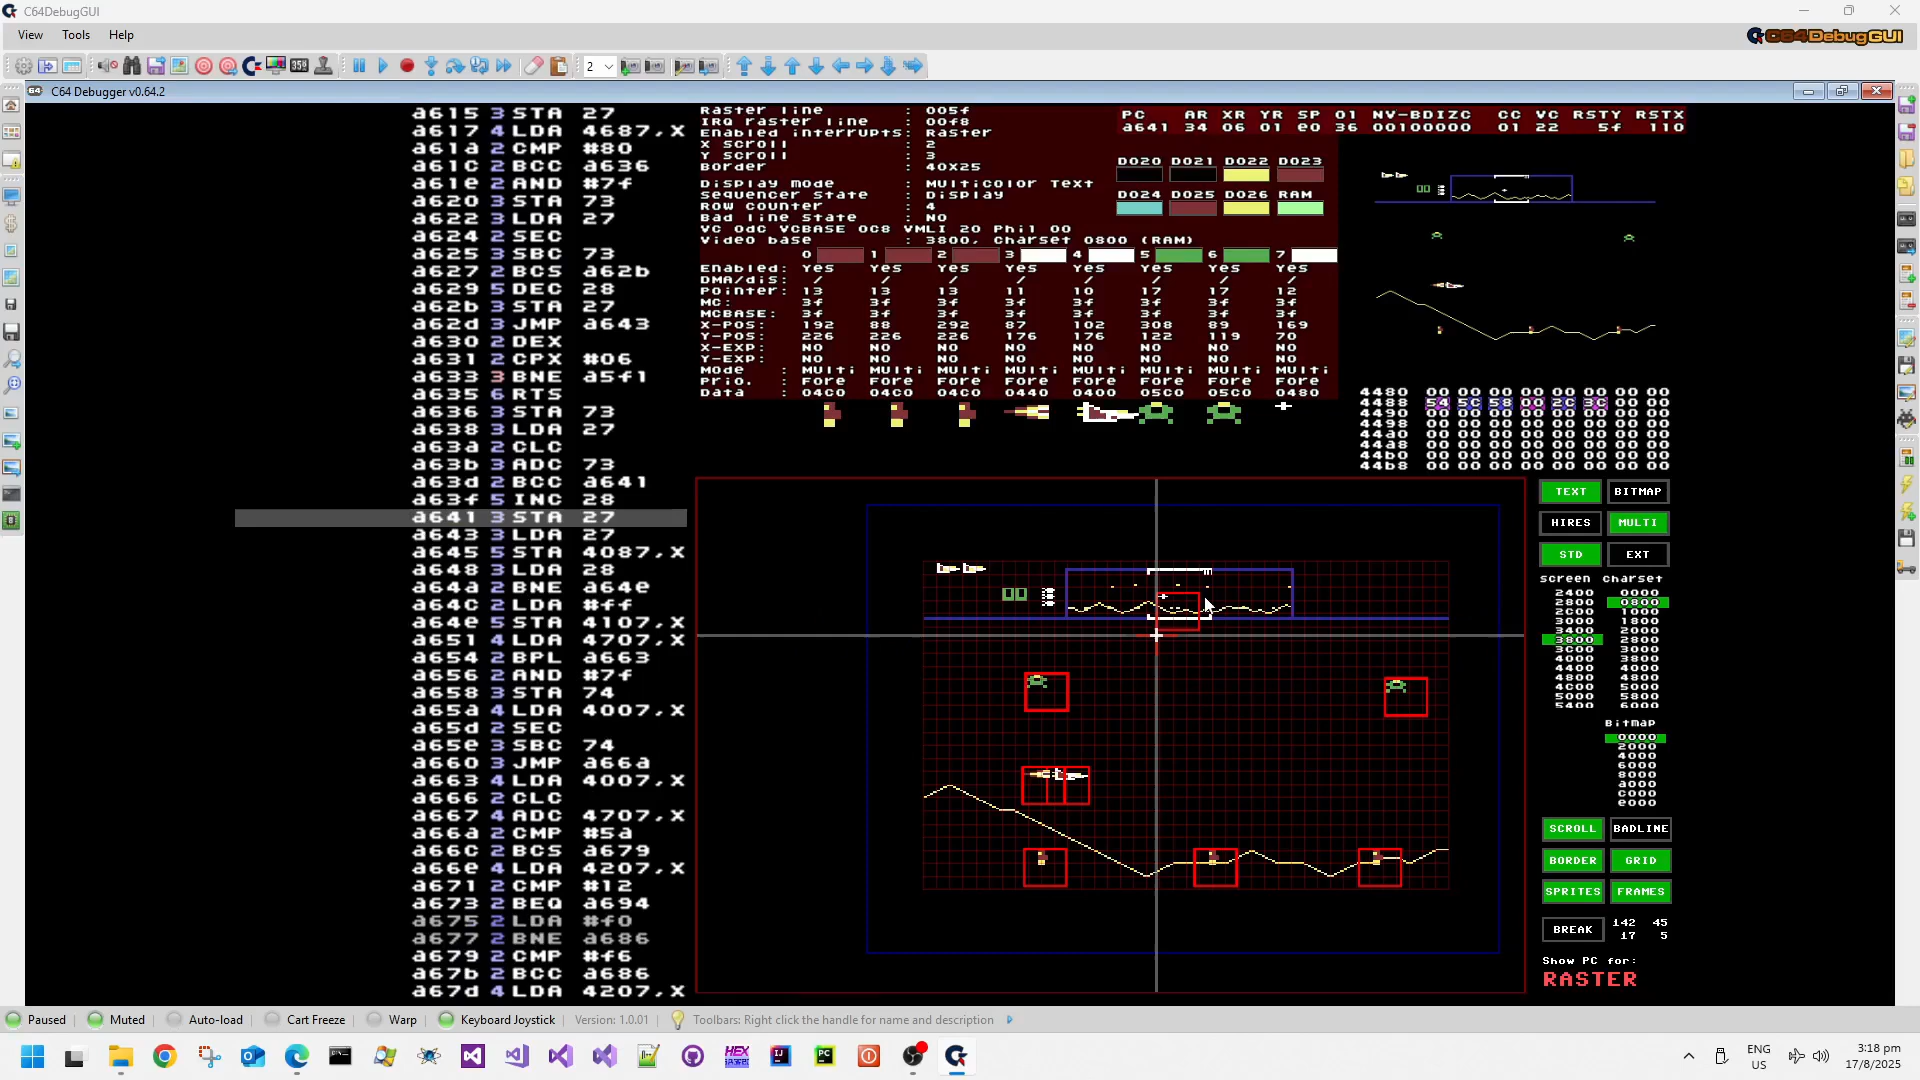 C64DebugGUI
View Tools Help
C64DebugGUI
2
C64 Debugger v0.64.2
a615 3 STA 27
a617 4 LDA 4687,X
a61a 2 CMP #80
a61c 2 BCC a636
a61e 2 AND #7f
a620 3 STA 73
a622 3 LDA 27
a624 2 SEC
a625 3 SBC 73
a627 2 BCS a62b
a629 5 DEC 28
a62b 3 STA 27
a62d 3 JMP a643
a630 2 DEX
a631 2 CPX #06
a633 3 BNE a5f1
a635 6 RTS
a636 3 STA 73
a638 3 LDA 27
a63a 2 CLC
a63b 3 ADC 73
a63d 2 BCC a641
a63f 5 INC 28
a641 3 STA 27
a643 3 LDA 27
a645 5 STA 4087,X
a648 3 LDA 28
a64a 2 BNE a64e
a64c 2 LDA #ff
a64e 5 STA 4107,X
a651 4 LDA 4707,X
a654 2 BPL a663
a656 2 AND #7f
a658 3 STA 74
a65a 4 LDA 4007,X
a65d 2 SEC
a65e 3 SBC 74
a660 3 JMP a66a
a663 4 LDA 4007,X
a666 2 CLC
a667 4 ADC 4707,X
a66a 2 CMP #5a
a66c 2 BCS a679
a66e 4 LDA 4207,X
a671 2 CMP #12
a673 2 BEQ a694
a675 2 LDA #f0
a677 2 BNE a686
a679 2 CMP #f6
a67b 2 BCC a686
a67d 4 LDA 4207,X
Raster line : 005f
IRQ raster line : 00f8
Enabled interrupts: Raster
X scroll : 2
Y scroll : 3
Border : 40x25
Display mode : Multicolor Text
Sequencer state : Display
Row counter : 4
Bad line state : No
VC 0dc VCBASE 0C8 VMLI 20 Phi1 00
Video base : 3800, Charset 0800 (RAM)
0 1 2 3 4 5 6 7
Enabled: Yes Yes Yes Yes Yes Yes Yes Yes
DMA/dis: / / / / / / / /
Pointer: 13 13 13 11 10 17 17 12
MC: 3f 3f 3f 3f 3f 3f 3f 3f
MCBASE: 3f 3f 3f 3f 3f 3f 3f 3f
X-Pos: 192 88 292 87 102 308 89 169
Y-Pos: 226 226 226 176 176 122 119 70
X-Exp: No No No No No No No No
Y-Exp: No No No No No No No No
Mode : Multi Multi Multi Multi Multi Multi Multi Multi
Prio. : Fore Fore Fore Fore Fore Fore Fore Fore
Data : 04C0 04C0 04C0 0440 0400 05C0 05C0 0480
PC AR XR YR SP 01 NV-BDIZC CC VC RSTY RSTX
a641 34 06 01 e0 36 00100000 01 22 5f 110
D020 D021 D022 D023
D024 D025 D026 RAM
4480 00 00 00 00 00 00 00 00
4488 54 5C 58 00 2C 3C 00 00
4490 00 00 00 00 00 00 00 00
4498 00 00 00 00 00 00 00 00
44a0 00 00 00 00 00 00 00 00
44a8 00 00 00 00 00 00 00 00
44b0 00 00 00 00 00 00 00 00
44b8 00 00 00 00 00 00 00 00
TEXT BITMAP
HIRES MULTI
STD EXT
Screen Charset
2400 0000
2800 0800
2C00 1000
3000 1800
3400 2000
3800 2800
3C00 3000
4000 3800
4400 4000
4800 4800
4C00 5000
5000 5800
5400 6000
Bitmap
0000
2000
4000
6000
8000
a000
c000
e000
SCROLL BADLINE
BORDER GRID
SPRITES FRAMES
BREAK 142 45
17 5
Show PC for:
RASTER
Paused Muted Auto-load Cart Freeze Warp Keyboard Joystick Version: 1.0.01 Toolbars: Right click the handle for name and description
ENG
US
3:18 pm
17/8/2025